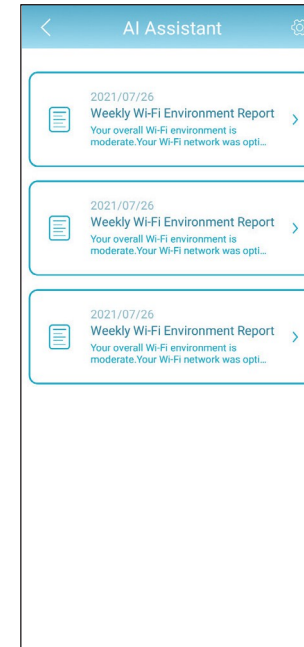 AI Assistant
2021/07/26
Weekly Wi-Fi Environment Report
Your overall Wi-Fi environment is
moderate.Your Wi-Fi network was opti...
2021/07/26
Weekly Wi-Fi Environment Report
Your overall Wi-Fi environment is
moderate.Your Wi-Fi network was opti...
2021/07/26
Weekly Wi-Fi Environment Report
Your overall Wi-Fi environment is
moderate.Your Wi-Fi network was opti...